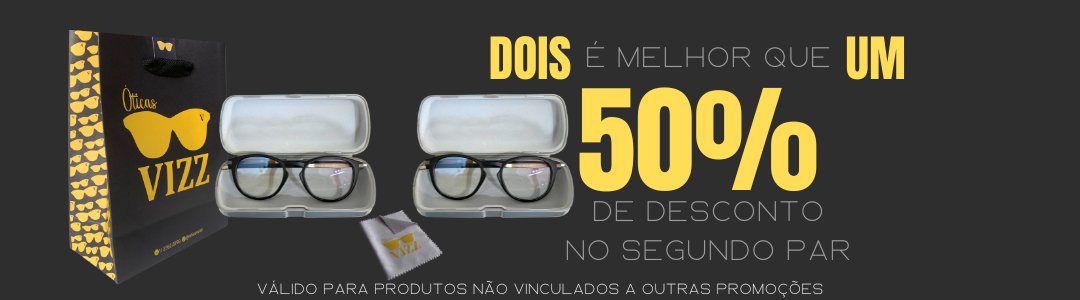 DOIS É MELHOR QUE UM
50%
DE DESCONTO
NO SEGUNDO PAR
VÁLIDO PARA PRODUTOS NÃO VINCULADOS A OUTRAS PROMOÇÕES
Óticas
VIZZ
VIZZ